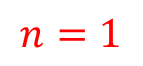 n = 1